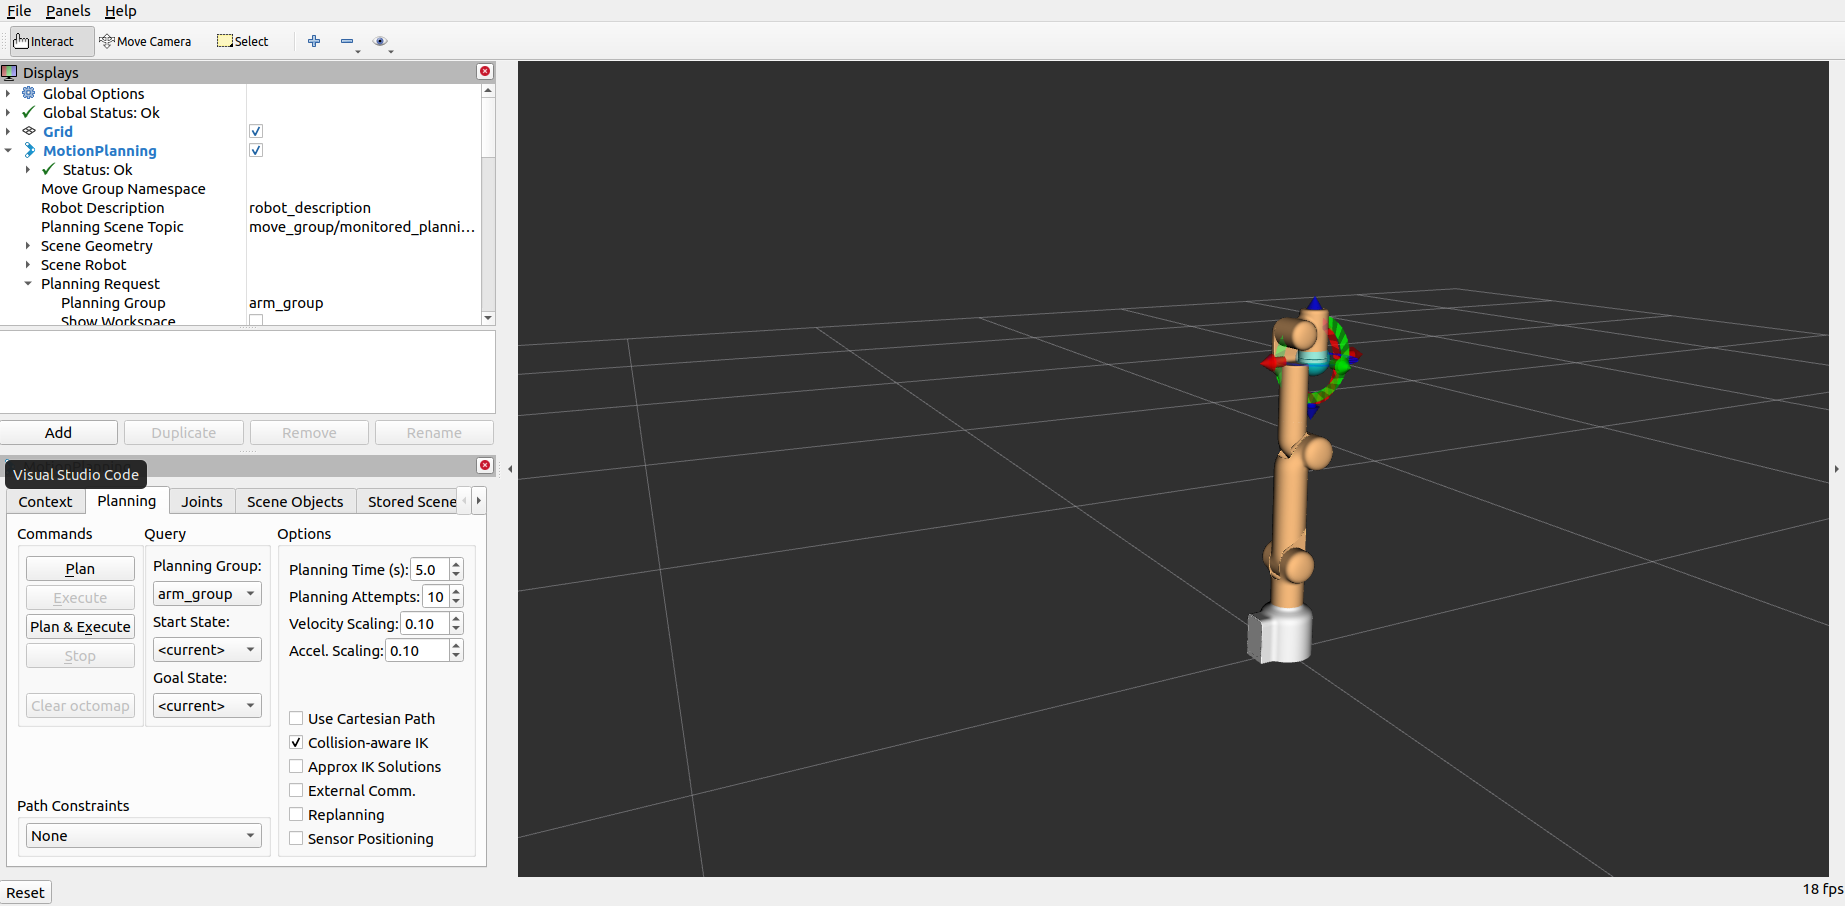 File Panels Help
Interact Move Camera Select
Displays
Global Options
Global Status: Ok
Grid
MotionPlanning
Status: Ok
Move Group Namespace
Robot Description robot_description
Planning Scene Topic move_group/monitored_planni...
Scene Geometry
Scene Robot
Planning Request
Planning Group arm_group
Show Workspace
Add Duplicate Remove Rename
Visual Studio Code
Context Planning Joints Scene Objects Stored Scene
Commands Query Options
Plan
Execute
Plan & Execute
Stop
Clear octomap
Planning Group:
arm_group
Start State:
<current>
Goal State:
<current>
Planning Time (s): 5.0
Planning Attempts: 10
Velocity Scaling: 0.10
Accel. Scaling: 0.10
Use Cartesian Path
Collision-aware IK
Approx IK Solutions
External Comm.
Replanning
Sensor Positioning
Path Constraints
None
Reset
18 fps